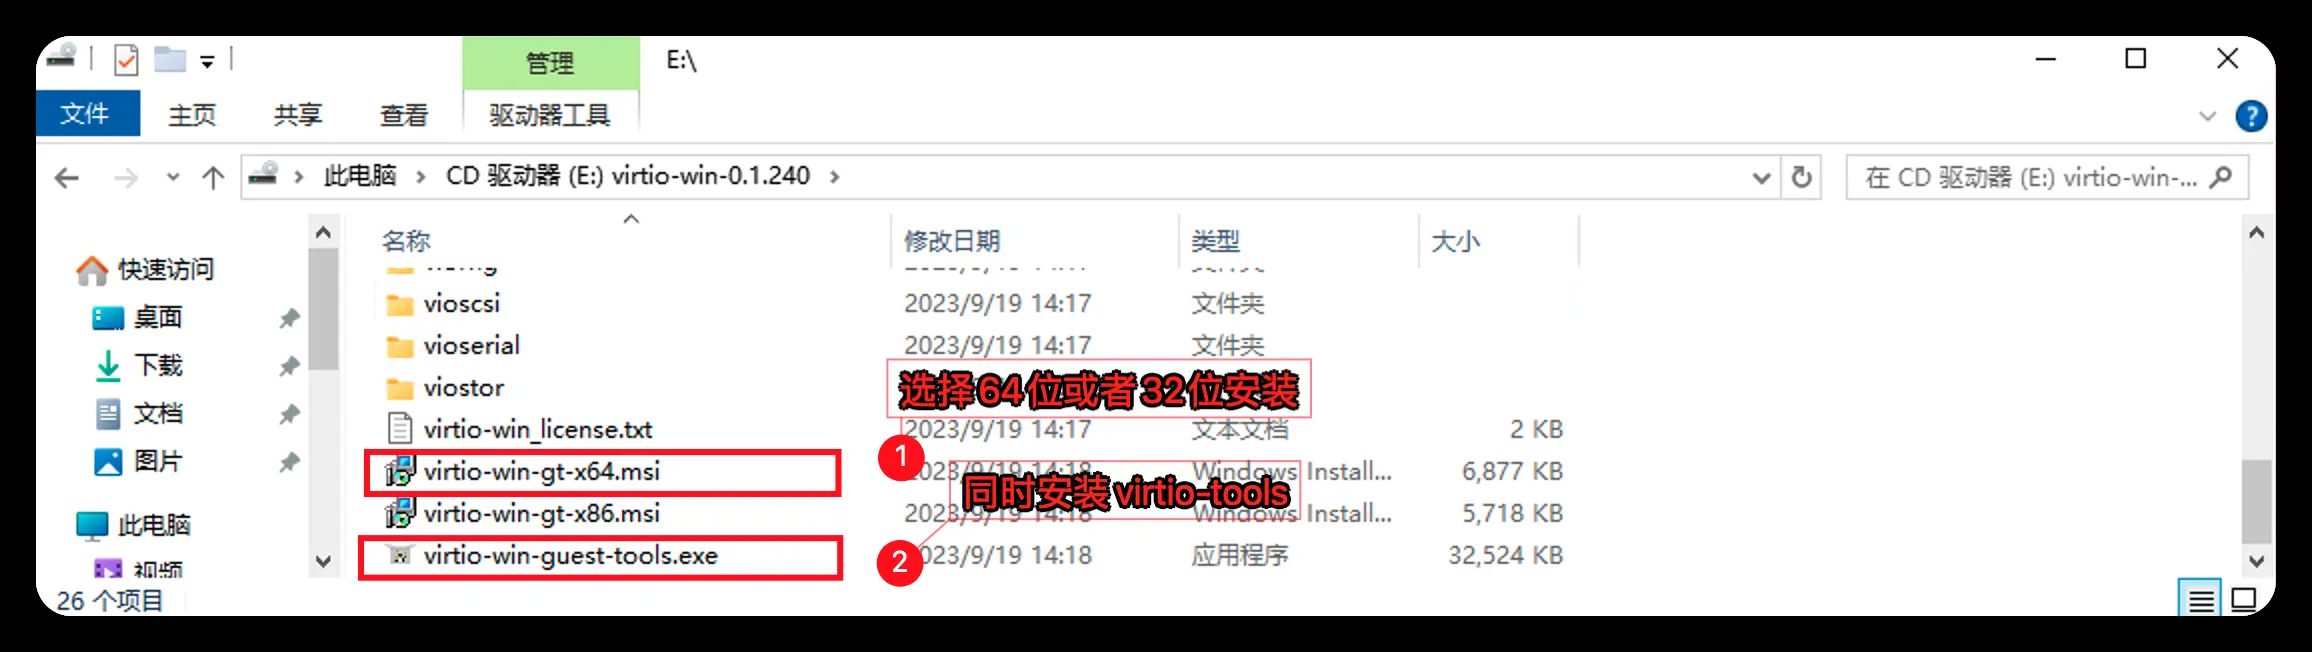 管理
E:\
文件
主页
共享
查看
驱动器工具
此电脑 › CD 驱动器 (E:) virtio-win-0.1.240 ›
在 CD 驱动器 (E:) virtio-win-...
名称 修改日期 类型 大小
快速访问
桌面
下载
文档
图片
此电脑
视频
vioscsi 2023/9/19 14:17 文件夹
vioserial 2023/9/19 14:17 文件夹
viostor
选择64位或者32位安装
virtio-win_license.txt 2023/9/19 14:17 文本文档 2 KB
1
virtio-win-gt-x64.msi 2023/9/19 14:18 Windows Install... 6,877 KB
同时安装virtio-tools
virtio-win-gt-x86.msi 2023/9/19 14:18 Windows Install... 5,718 KB
2
virtio-win-guest-tools.exe 2023/9/19 14:18 应用程序 32,524 KB
26 个项目